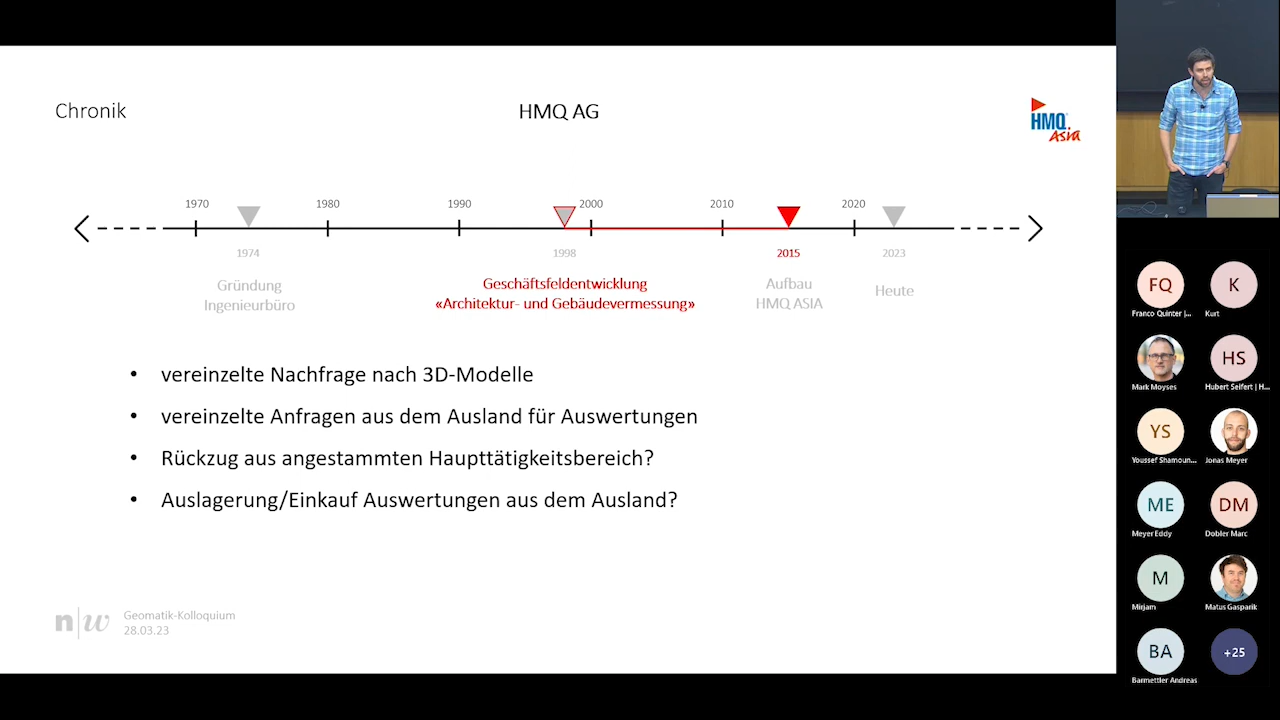 Chronik
HMQ AG
HMQ
Asia
1970
1980
1990
2000
2010
2020
1974
1998
2015
2023
Gründung
Ingenieurbüro
Geschäftsfeldentwicklung
«Architektur- und Gebäudevermessung»
Aufbau
HMQ ASIA
Heute
• vereinzelte Nachfrage nach 3D-Modelle
• vereinzelte Anfragen aus dem Ausland für Auswertungen
• Rückzug aus angestammten Haupttätigkeitsbereich?
• Auslagerung/Einkauf Auswertungen aus dem Ausland?
n|w
Geomatik-Kolloquium
28.03.23
FQ
Franco Quinter |...
K
Kurt
Mark Moyses
HS
Hubert Seifert | H...
YS
Youssef Shamoun...
Jonas Meyer
ME
Meyer Eddy
DM
Dobler Marc
M
Mirjam
Matus Gasparik
BA
Barmettler Andreas
+25